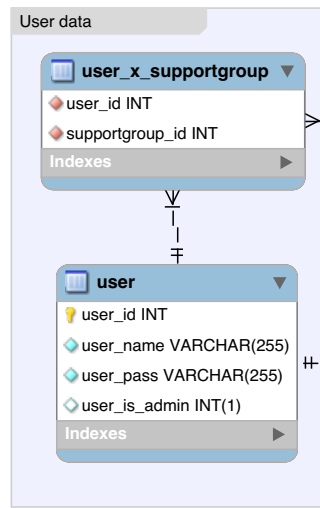 User data
user_x_supportgroup
user_id INT
supportgroup_id INT
Indexes
user
user_id INT
user_name VARCHAR(255)
user_pass VARCHAR(255)
user_is_admin INT(1)
Indexes